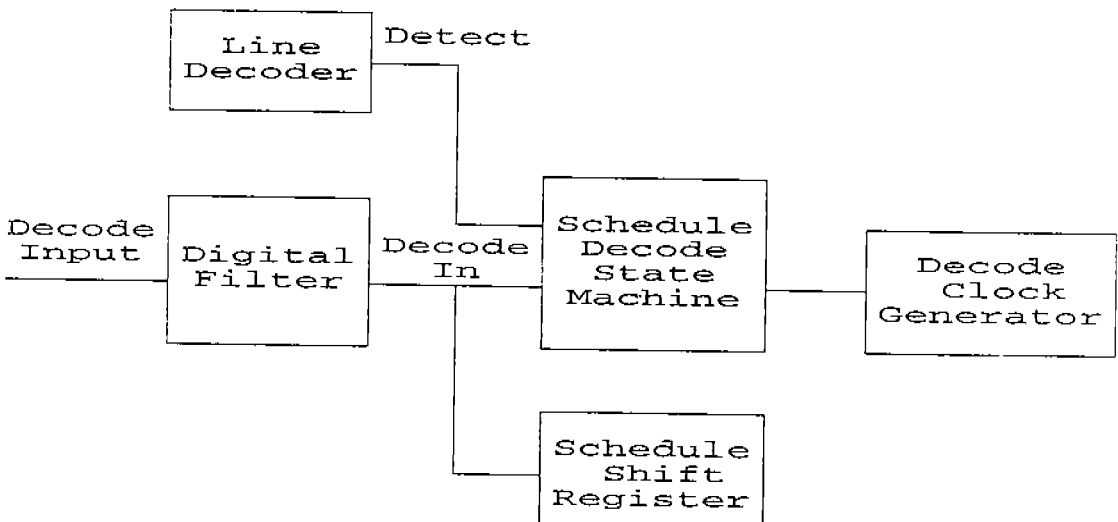 Line
Decoder
Detect
Decode
Input
Digital
Filter
Decode
In
Schedule
Decode
State
Machine
Decode
Clock
Generator
Schedule
Shift
Register